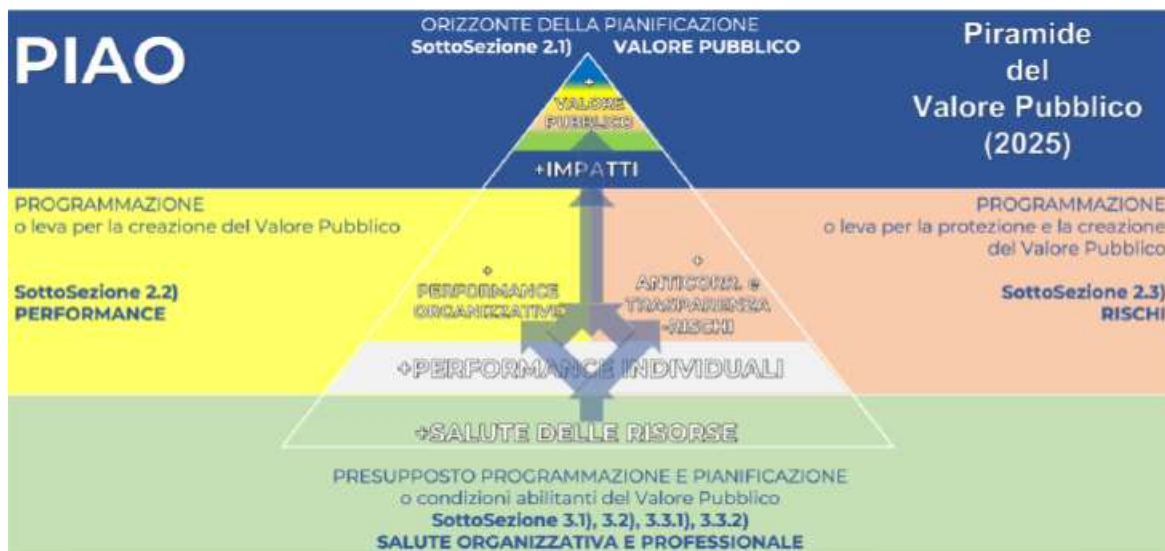 PIAO
ORIZZONTE DELLA PIANIFICAZIONE
SottoSezione 2.1) VALORE PUBBLICO
Piramide
del
Valore Pubblico
(2025)
+
VALORE
PUBBLICO
+IMPATTI
PROGRAMMAZIONE
o leva per la creazione del Valore Pubblico
SottoSezione 2.2)
PERFORMANCE
+
PERFORMANCE
ORGANIZZATIVO
+
ANTICORR. e
TRASPARENZA
-RISCHI
PROGRAMMAZIONE
o leva per la protezione e la creazione
del Valore Pubblico
SottoSezione 2.3)
RISCHI
+PERFORMANCE INDIVIDUALI
+SALUTE DELLE RISORSE
PRESUPPOSTO PROGRAMMAZIONE E PIANIFICAZIONE
o condizioni abilitanti del Valore Pubblico
SottoSezione 3.1), 3.2), 3.3.1), 3.3.2)
SALUTE ORGANIZZATIVA E PROFESSIONALE